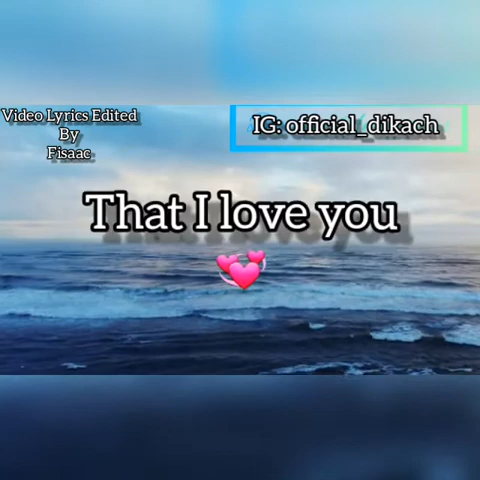 Video Lyrics Edited
By
Fisaac
IG: official_dikach
That I love you
💞